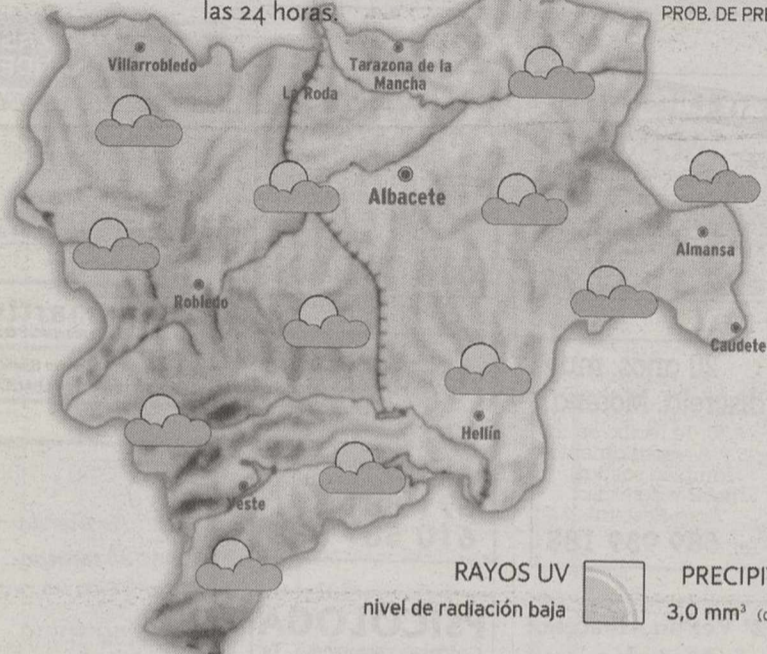 las 24 horas.
PROB. DE PRE
Villarrobledo
Tarazona de la
Mancha
La Roda
Albacete
Almansa
Robledo
Caudete
Hellín
Yeste
RAYOS UV
nivel de radiación baja
PRECIPI
3,0 mm³